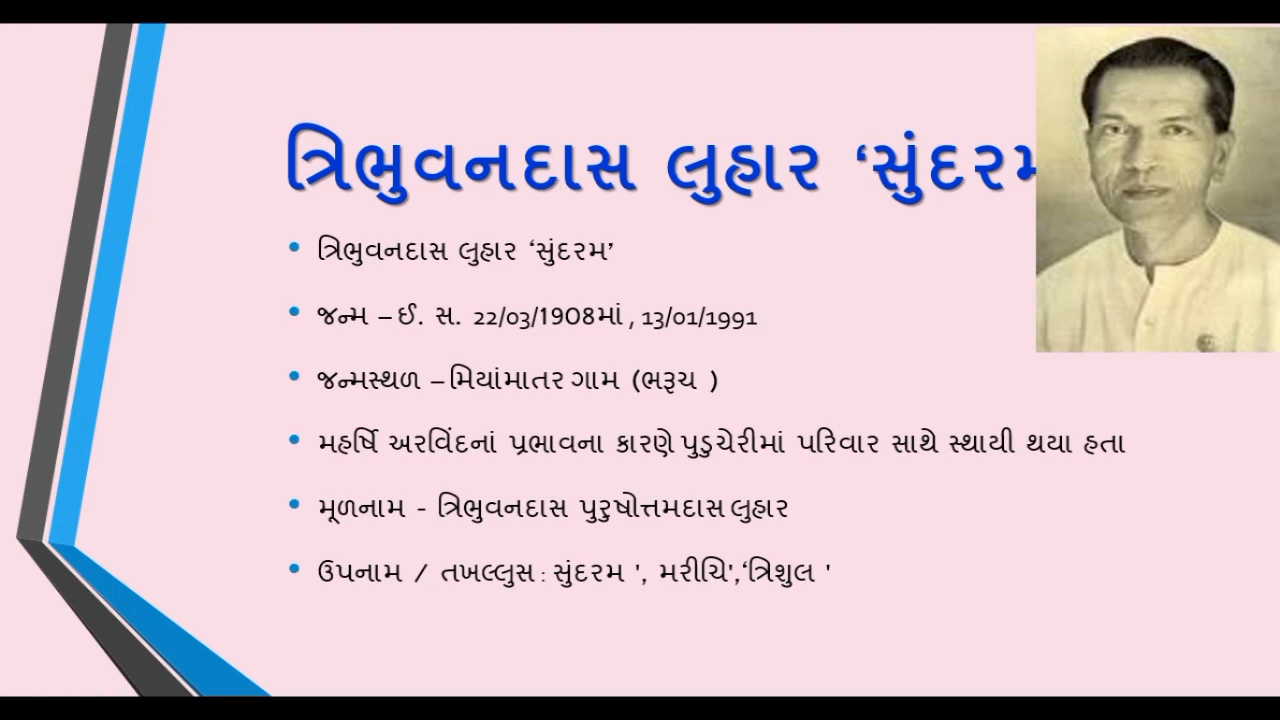 ત્રિભુવનદાસ લુહાર ‘સુંદરમ
• ત્રિભુવનદાસ લુહાર ‘સુંદરમ’
• જન્મ – ઈ. સ. 22/03/1908માં , 13/01/1991
• જન્મસ્થળ – મિયાંમાતર ગામ (ભરૂચ )
• મહર્ષિ અરવિંદનાં પ્રભાવના કારણે પુડુચેરીમાં પરિવાર સાથે સ્થાયી થયા હતા
• મૂળનામ - ત્રિભુવનદાસ પુરુષોત્તમદાસ લુહાર
• ઉપનામ / તખલ્લુસ : સુંદરમ ', મરીચિ',‘ત્રિશુલ '